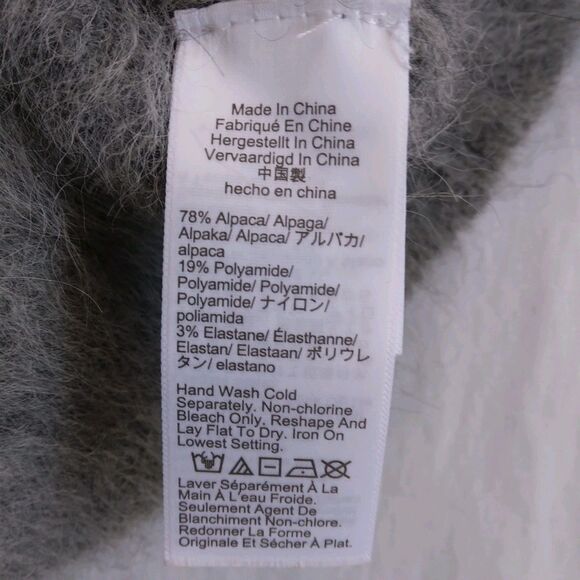 Made In China
Fabriqué En Chine
Hergestellt In China
Vervaardigd In China
中国製
hecho en china
78% Alpaca/ Alpaga/
Alpaka/ Alpaca/ アルパカ/
alpaca
19% Polyamide/
Polyamide/ Polyamide/
Polyamide/ ナイロン/
poliamida
3% Elastane/ Élasthanne/
Elastan/ Elastaan/ ポリウレ
タン/ elastano
Hand Wash Cold
Separately. Non-chlorine
Bleach Only. Reshape And
Lay Flat To Dry. Iron On
Lowest Setting.
Laver Séparément À La
Main À L'eau Froide.
Seulement Agent De
Blanchiment Non-chlore.
Redonner La Forme
Originale Et Sécher À Plat.